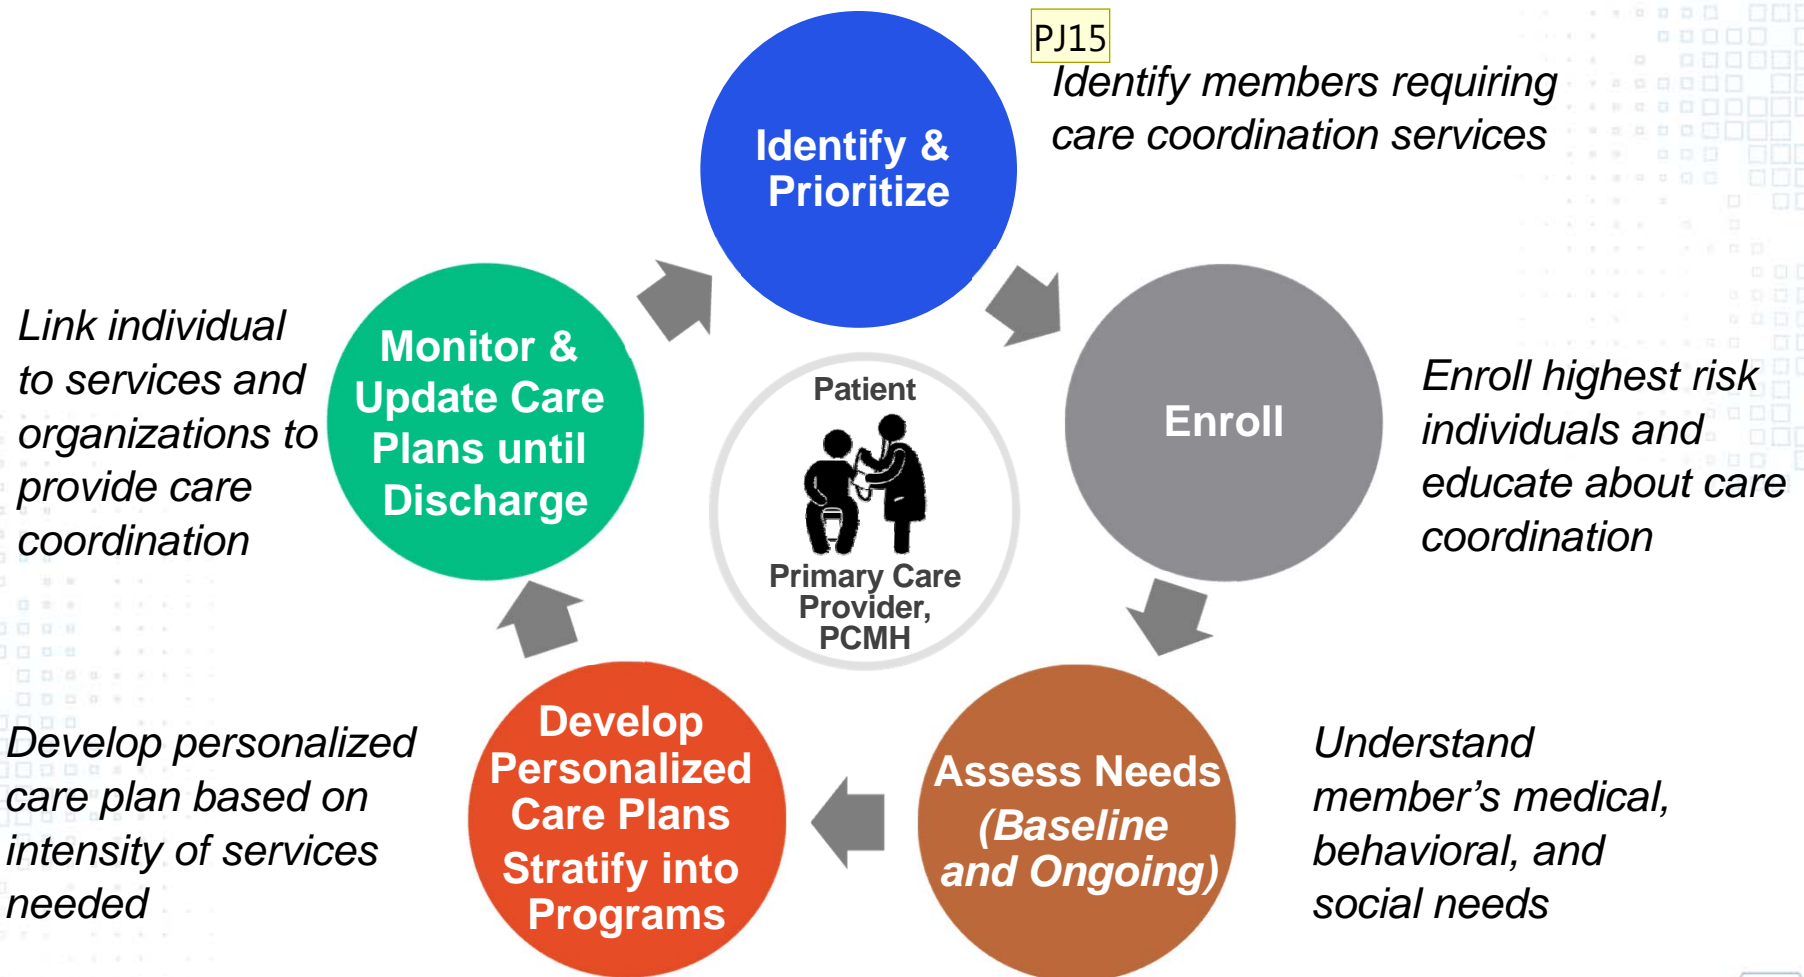 PJ15
Identify members requiring
care coordination services
Identify &
Prioritize
Enroll
Enroll highest risk
individuals and
educate about care
coordination
Assess Needs
(Baseline
and Ongoing)
Understand
member’s medical,
behavioral, and
social needs
Develop
Personalized
Care Plans
Stratify into
Programs
Develop personalized
care plan based on
intensity of services
needed
Monitor &
Update Care
Plans until
Discharge
Link individual
to services and
organizations to
provide care
coordination
Patient
Primary Care
Provider,
PCMH